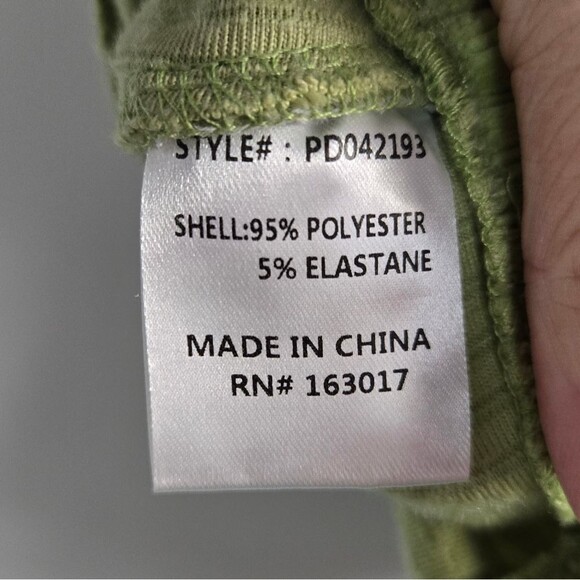 STYLE# : PD042193
SHELL:95% POLYESTER
5% ELASTANE
MADE IN CHINA
RN# 163017